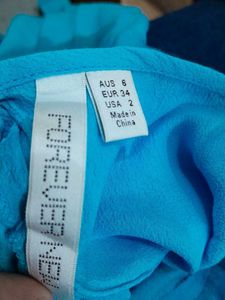 AUS 6
EUR 34
USA 2
Made in
China
FOREVER NEW